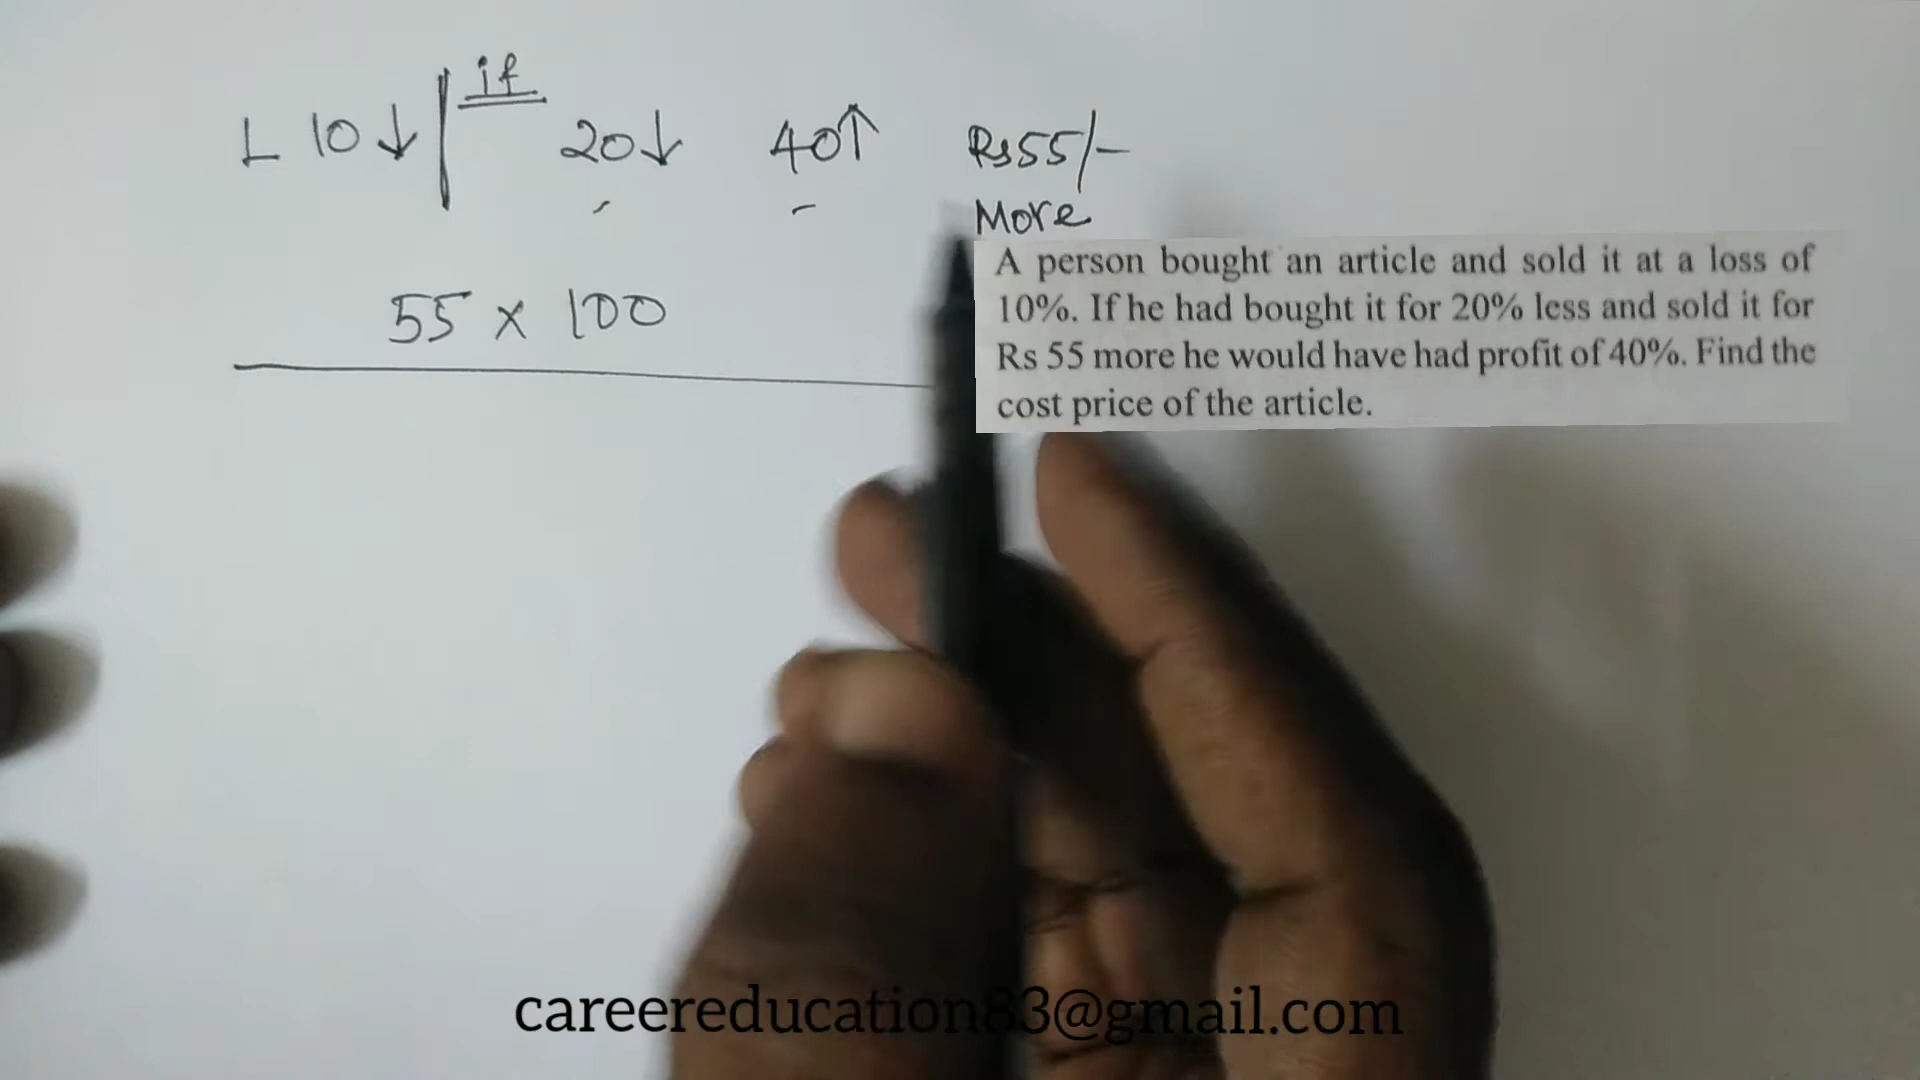 if
L 10↓ | 20↓ 40↑ Rs55/-
More
55 × 100
A person bought an article and sold it at a loss of
10%. If he had bought it for 20% less and sold it for
Rs 55 more he would have had profit of 40%. Find the
cost price of the article.
careereducation83@gmail.com